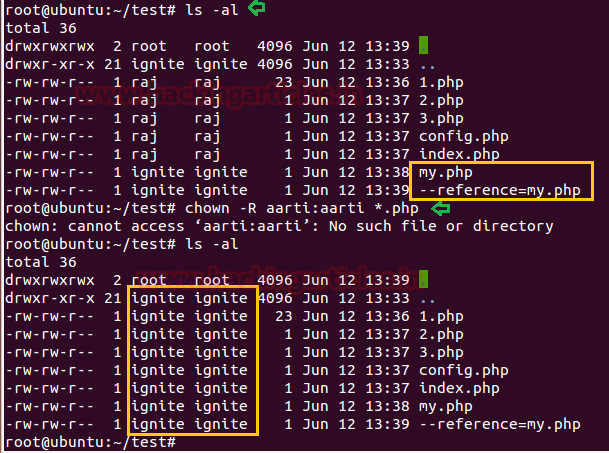 root@ubuntu:~/test# ls -al
total 36
drwxrwxrwx  2 root   root   4096 Jun 12 13:39 .
drwxr-xr-x 21 ignite ignite 4096 Jun 12 13:33 ..
-rw-rw-r--  1 raj    raj      23 Jun 12 13:36 1.php
-rw-rw-r--  1 raj    raj       1 Jun 12 13:37 2.php
-rw-rw-r--  1 raj    raj       1 Jun 12 13:37 3.php
-rw-rw-r--  1 raj    raj       1 Jun 12 13:37 config.php
-rw-rw-r--  1 raj    raj       1 Jun 12 13:37 index.php
-rw-rw-r--  1 ignite ignite    1 Jun 12 13:38 my.php
-rw-rw-r--  1 ignite ignite    1 Jun 12 13:39 --reference=my.php
root@ubuntu:~/test# chown -R aarti:aarti *.php
chown: cannot access ‘aarti:aarti’: No such file or directory
root@ubuntu:~/test# ls -al
total 36
drwxrwxrwx  2 root   root   4096 Jun 12 13:39 .
drwxr-xr-x 21 ignite ignite 4096 Jun 12 13:33 ..
-rw-rw-r--  1 ignite ignite   23 Jun 12 13:36 1.php
-rw-rw-r--  1 ignite ignite    1 Jun 12 13:37 2.php
-rw-rw-r--  1 ignite ignite    1 Jun 12 13:37 3.php
-rw-rw-r--  1 ignite ignite    1 Jun 12 13:37 config.php
-rw-rw-r--  1 ignite ignite    1 Jun 12 13:37 index.php
-rw-rw-r--  1 ignite ignite    1 Jun 12 13:38 my.php
-rw-rw-r--  1 ignite ignite    1 Jun 12 13:39 --reference=my.php
root@ubuntu:~/test#